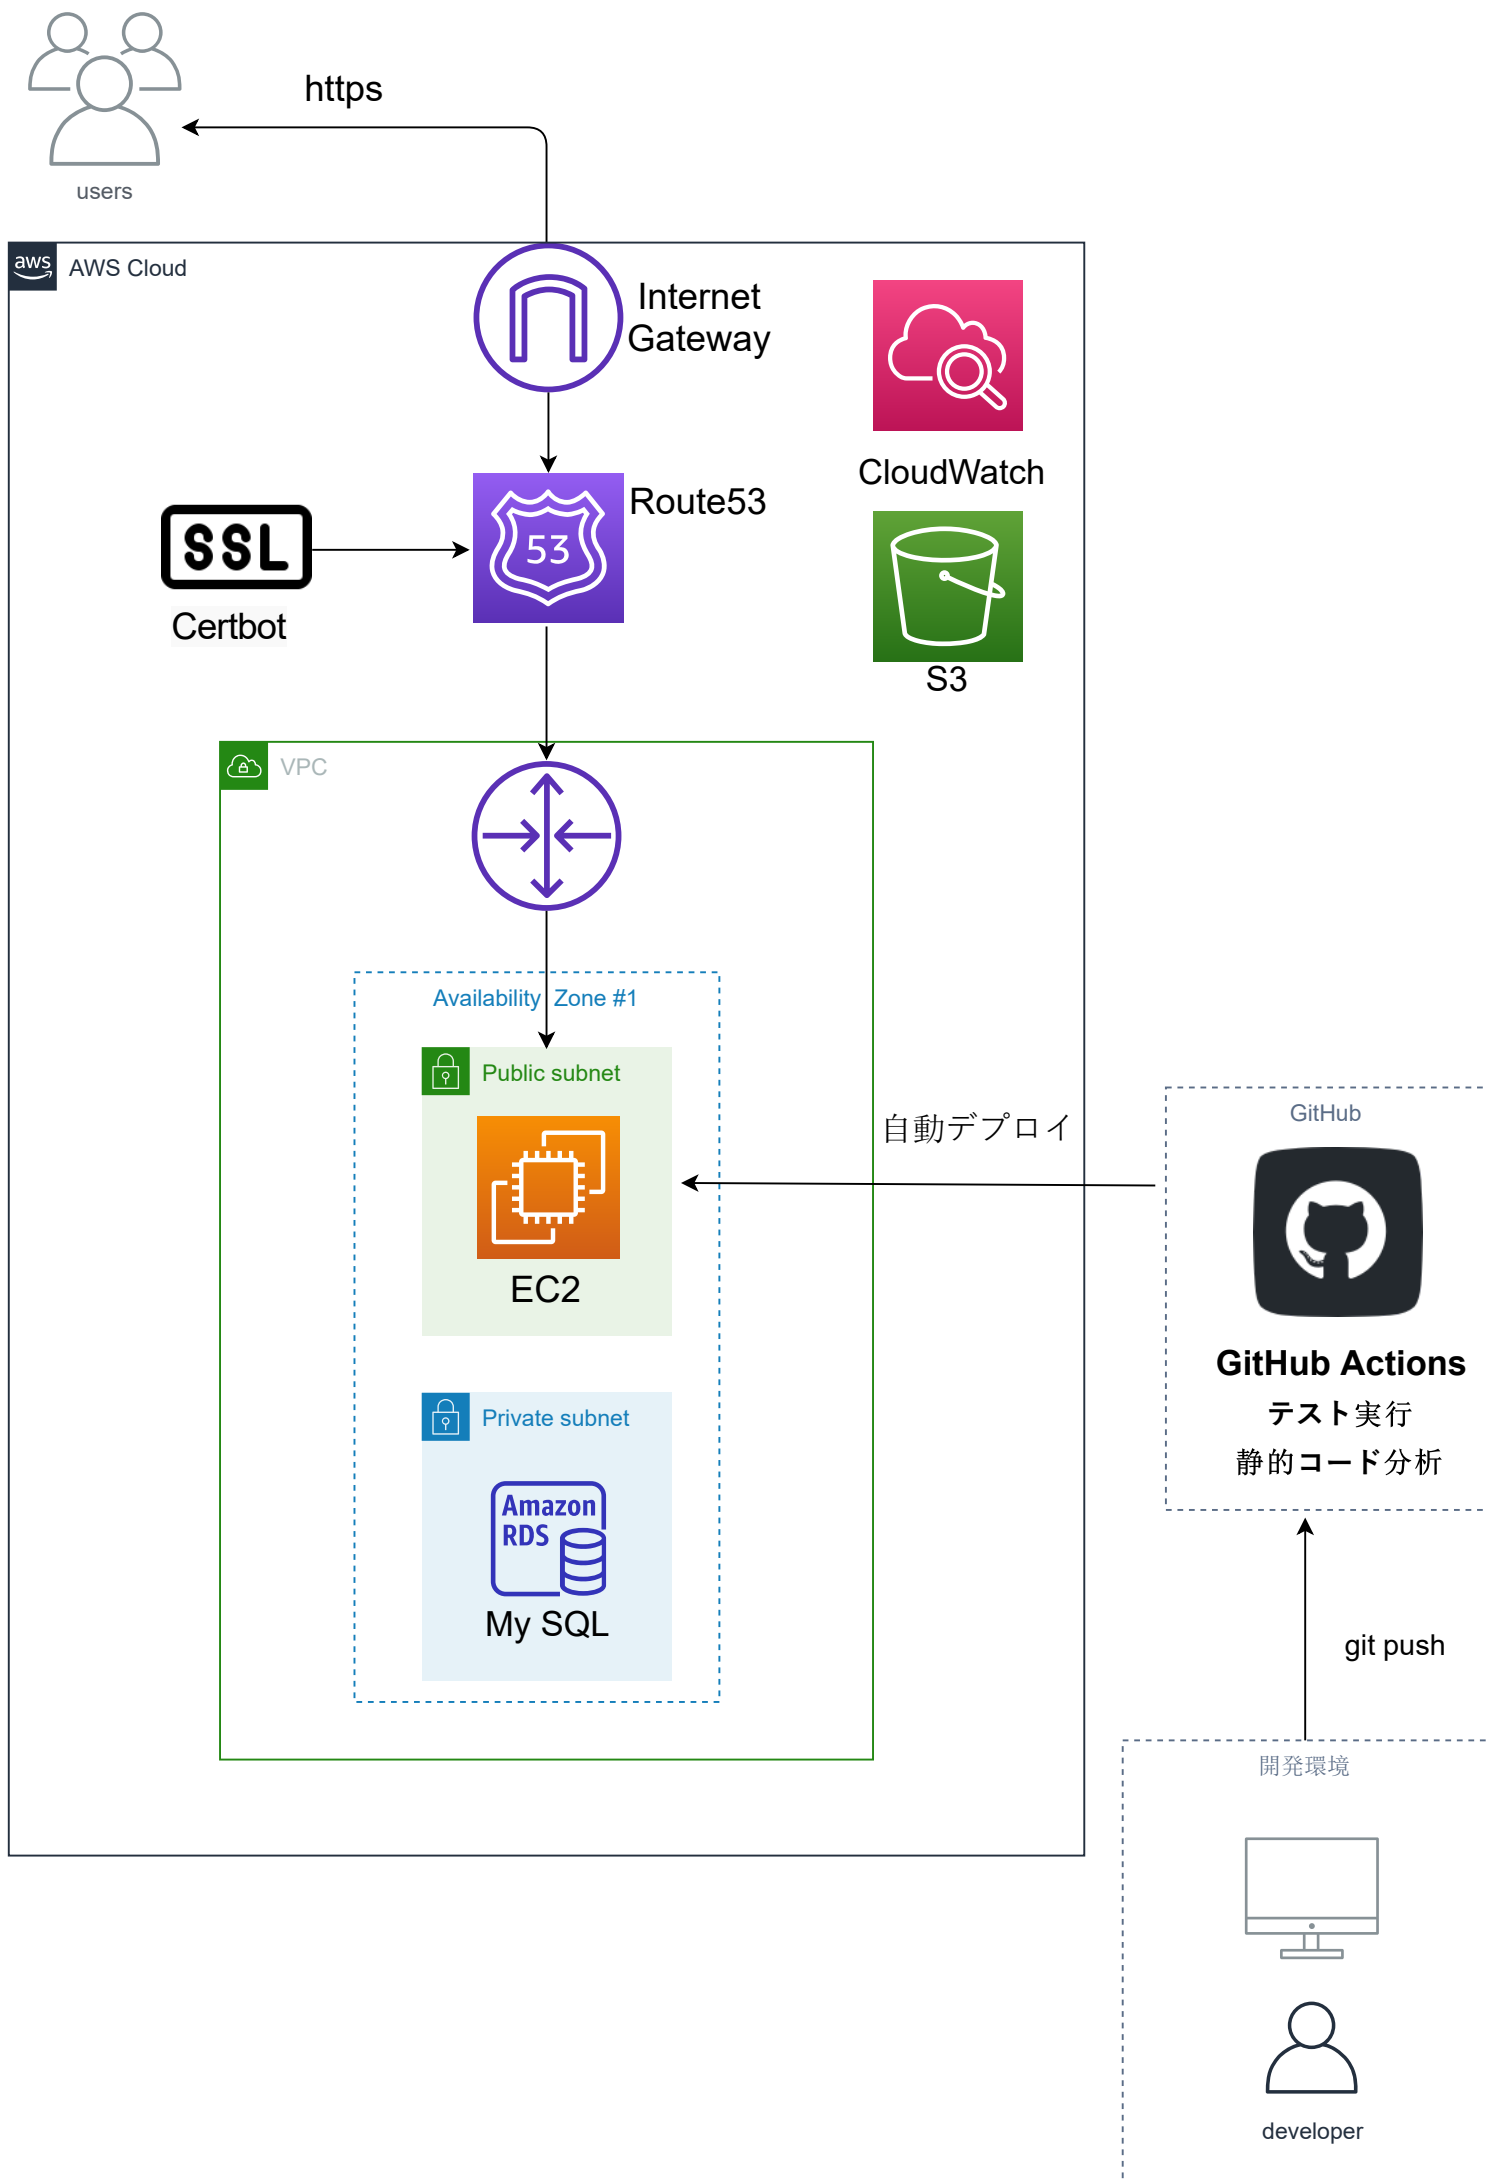 https
users
aws
AWS Cloud
Internet
Gateway
CloudWatch
Route53
53
SSL
Certbot
S3
VPC
Availability Zone #1
Public subnet
EC2
自動デプロイ
GitHub
GitHub Actions
テスト実行
静的コード分析
Private subnet
Amazon
RDS
My SQL
git push
開発環境
developer